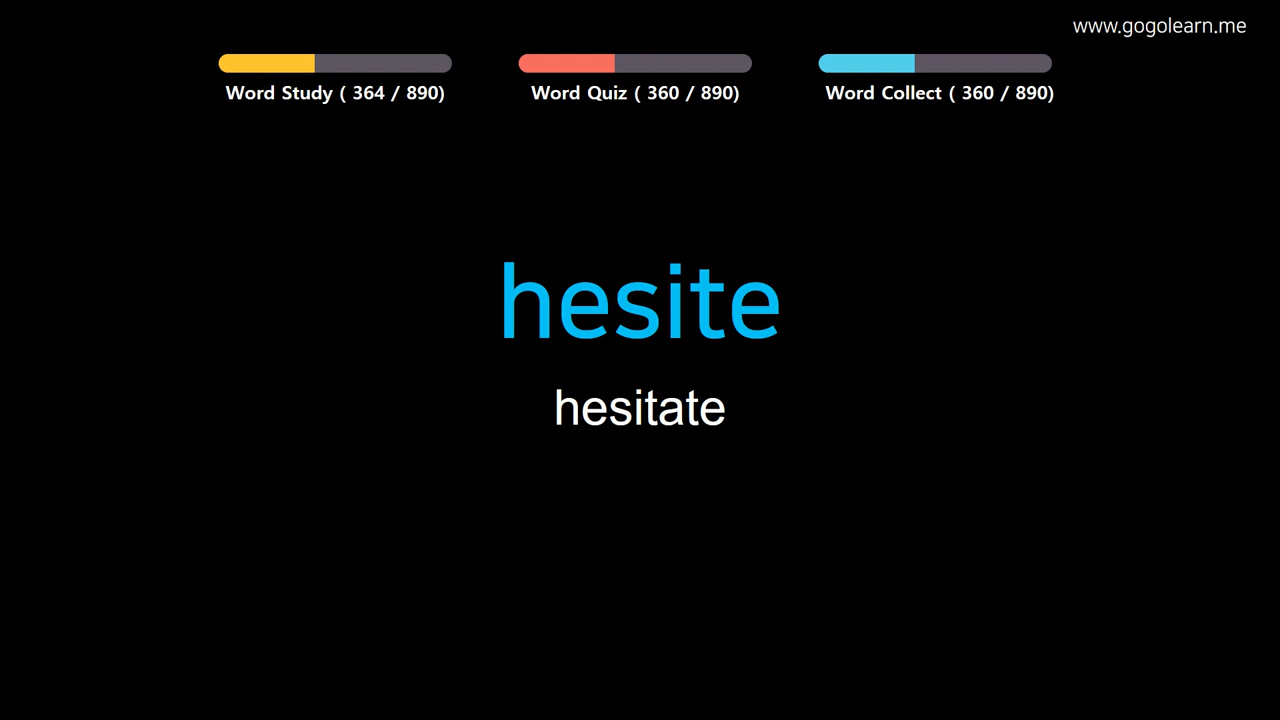 www.gogolearn.me
Word Study ( 364 / 890)
Word Quiz ( 360 / 890)
Word Collect ( 360 / 890)
hesite
hesitate